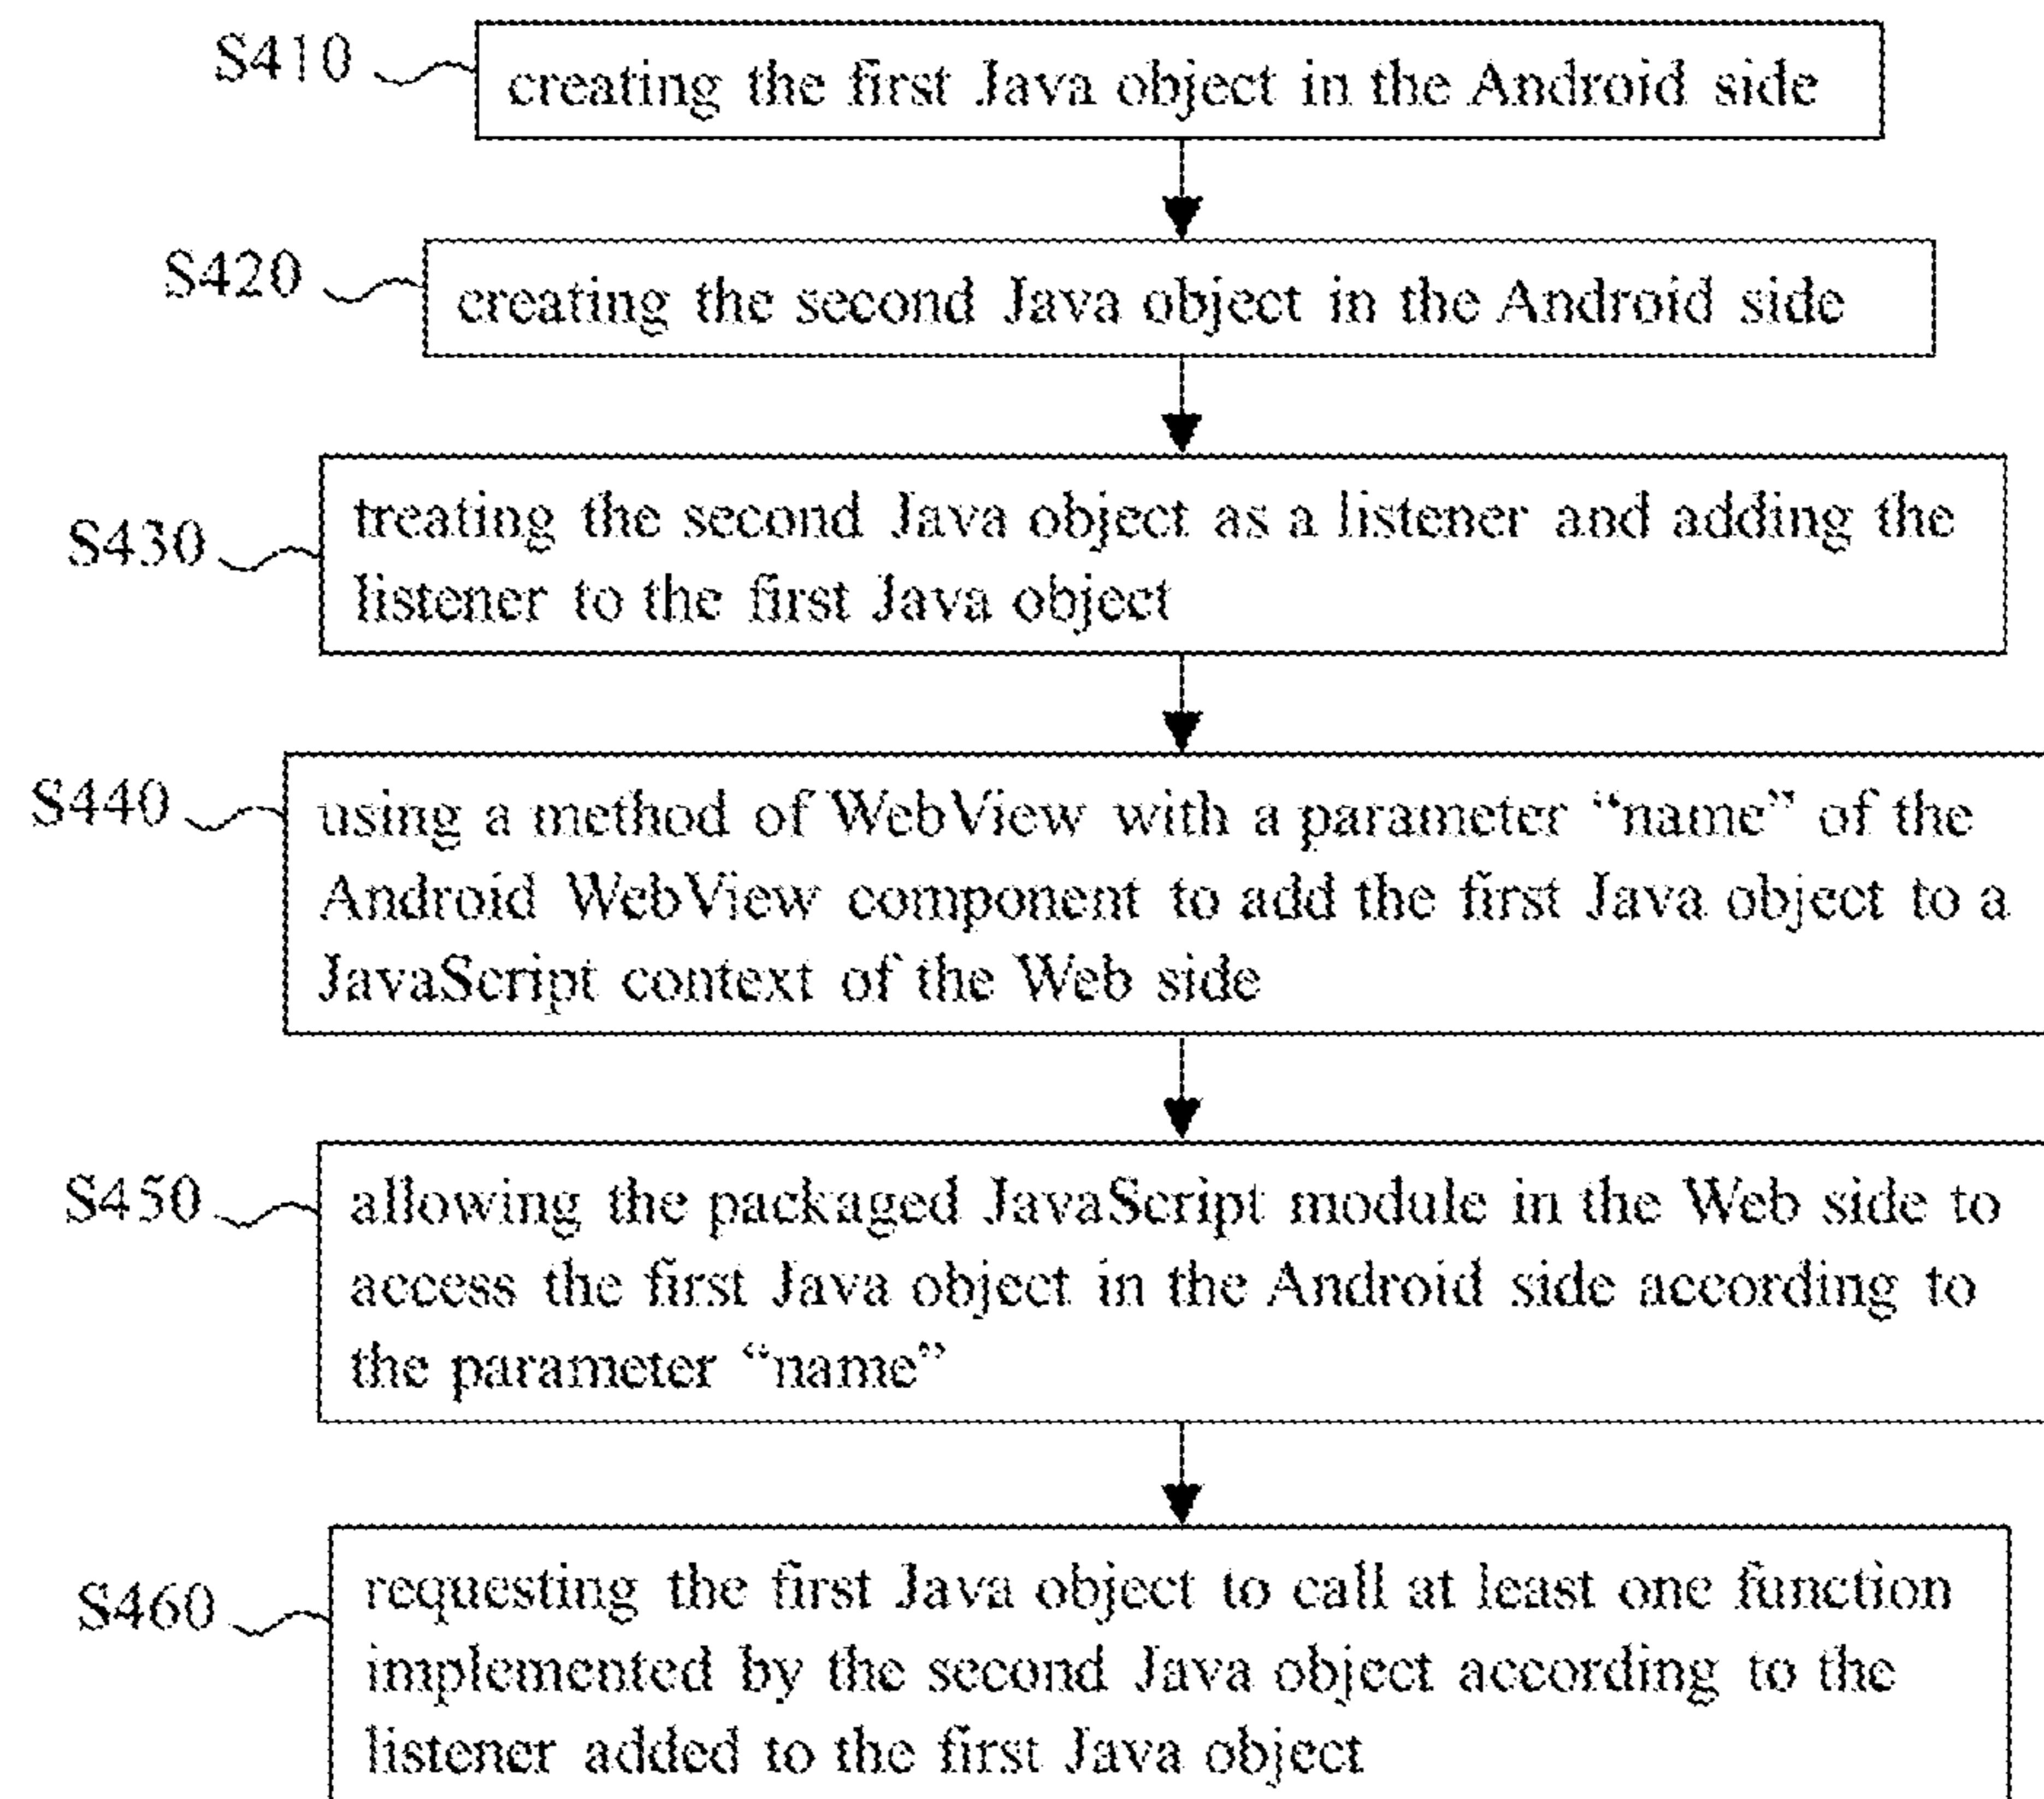 S410
creating the first Java object in the Android side
S420
creating the second Java object in the Android side
S430
treating the second Java object as a listener and adding the
listener to the first Java object
S440
using a method of WebView with a parameter “name” of the
Android WebView component to add the first Java object to a
JavaScript context of the Web side
S450
allowing the packaged JavaScript module in the Web side to
access the first Java object in the Android side according to
the parameter “name”
S460
requesting the first Java object to call at least one function
implemented by the second Java object according to the
listener added to the first Java object